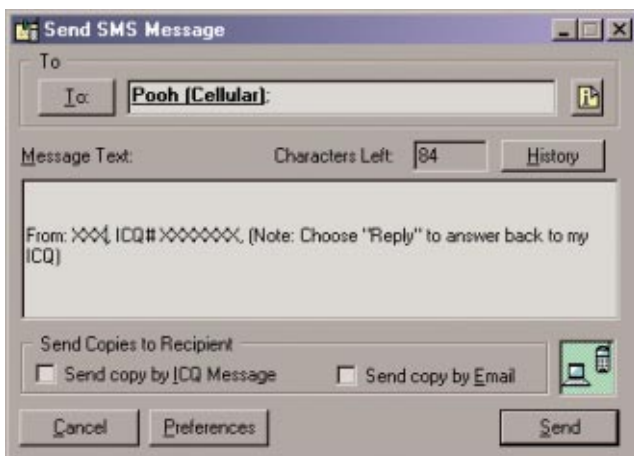 Send SMS Message
To
To: Pooh (Cellular);
Message Text: Characters Left: 84 History
From: XXX, ICQ# XXXXXXX, (Note: Choose "Reply" to answer back to my
ICQ)
Send Copies to Recipient
Send copy by ICQ Message Send copy by Email
Cancel Preferences Send